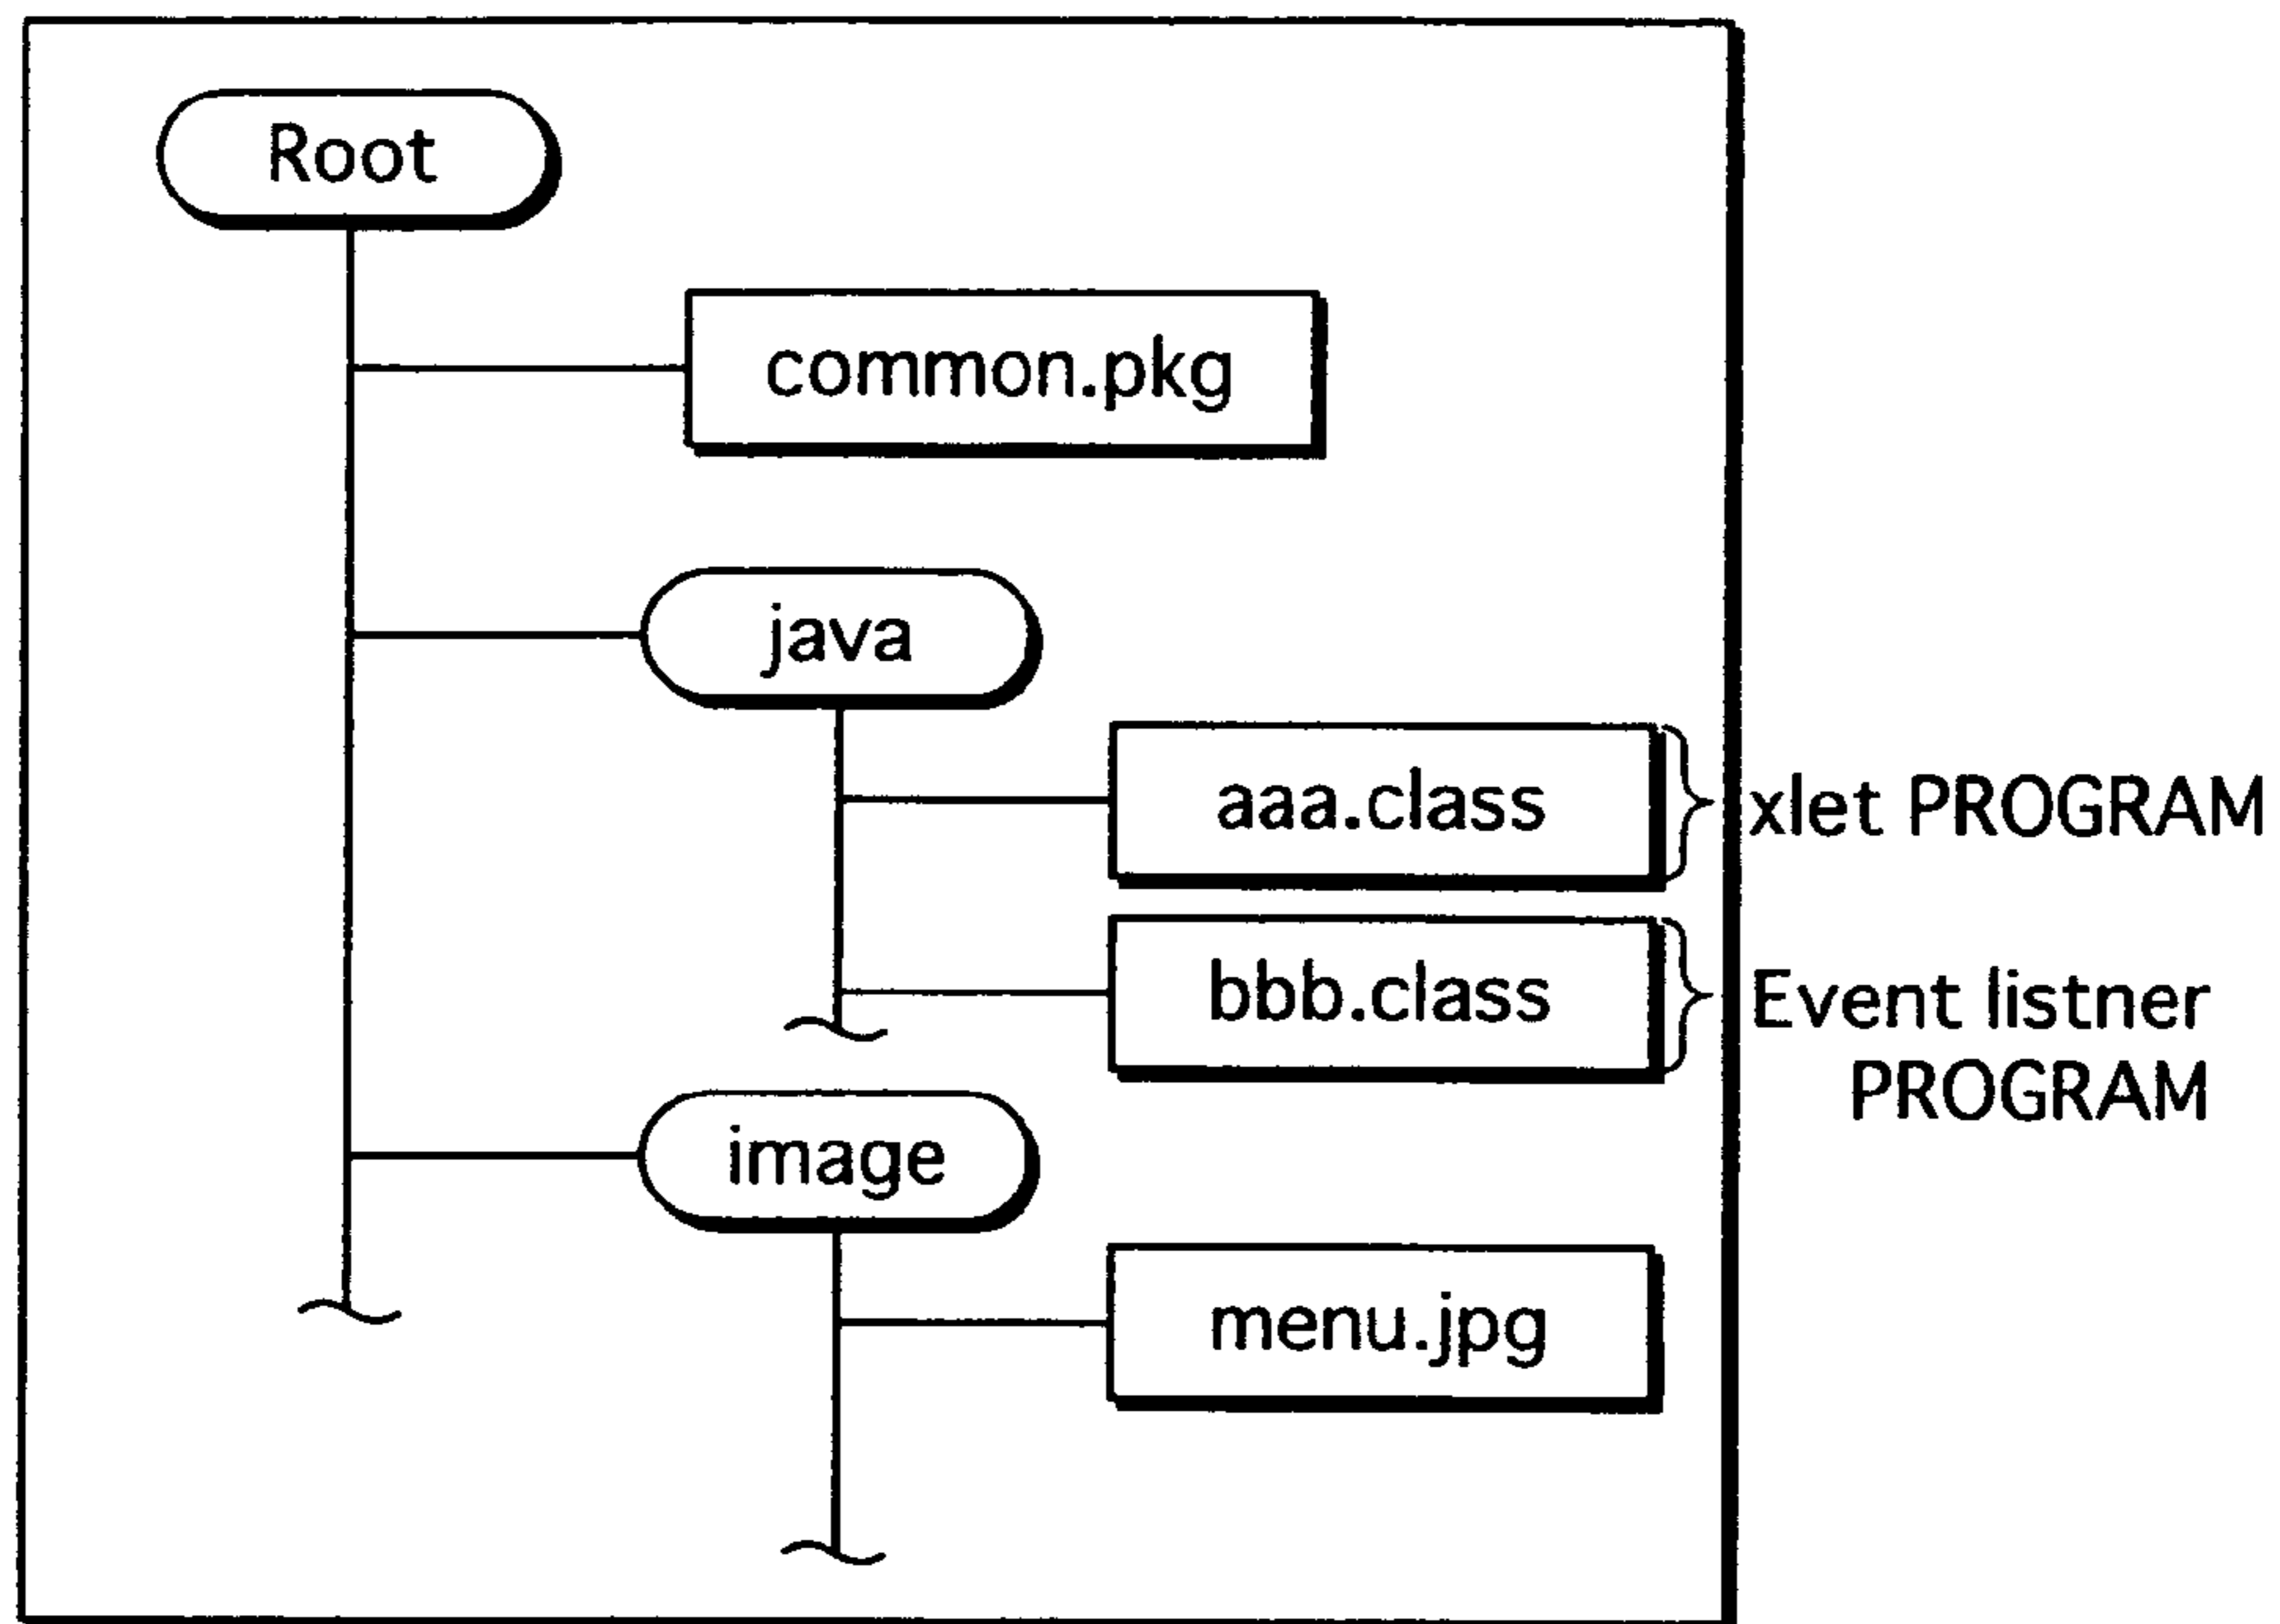 Root
common.pkg
java
aaa.class
xlet PROGRAM
bbb.class
Event listner
PROGRAM
image
menu.jpg